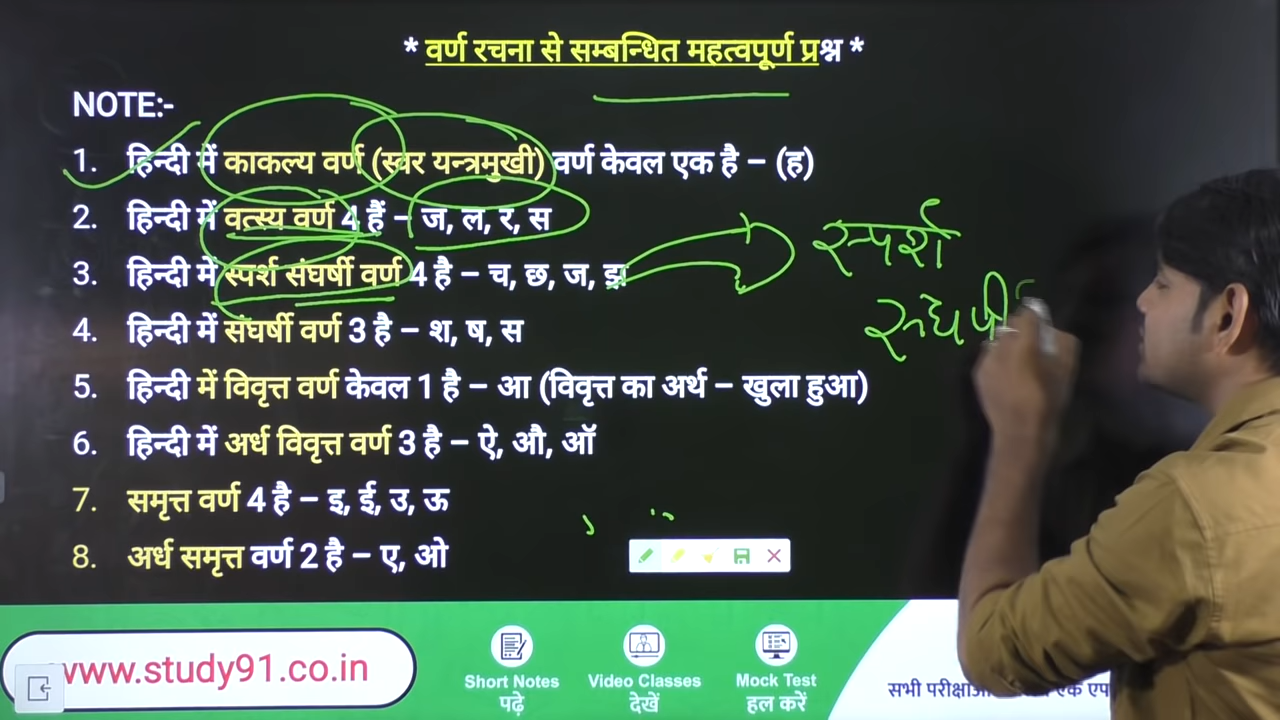 * वर्ण रचना से सम्बन्धित महत्वपूर्ण प्रश्न *
NOTE:-
1. हिन्दी में काकल्य वर्ण (स्वर यन्त्रमुखी) वर्ण केवल एक है – (ह)
2. हिन्दी में वत्स्य वर्ण 4 हैं – ज, ल, र, स
3. हिन्दी में स्पर्श संघर्षी वर्ण 4 है – च, छ, ज, झ
स्पर्श
4. हिन्दी में संघर्षी वर्ण 3 है – श, ष, स
5. हिन्दी में विवृत्त वर्ण केवल 1 है – आ (विवृत्त का अर्थ – खुला हुआ)
6. हिन्दी में अर्ध विवृत्त वर्ण 3 है – ऐ, औ, ऑ
7. समृत्त वर्ण 4 है – इ, ई, उ, ऊ
8. अर्ध समृत्त वर्ण 2 है – ए, ओ
www.study91.co.in
Short Notes
पढ़े
Video Classes
देखें
Mock Test
हल करें
सभी एक